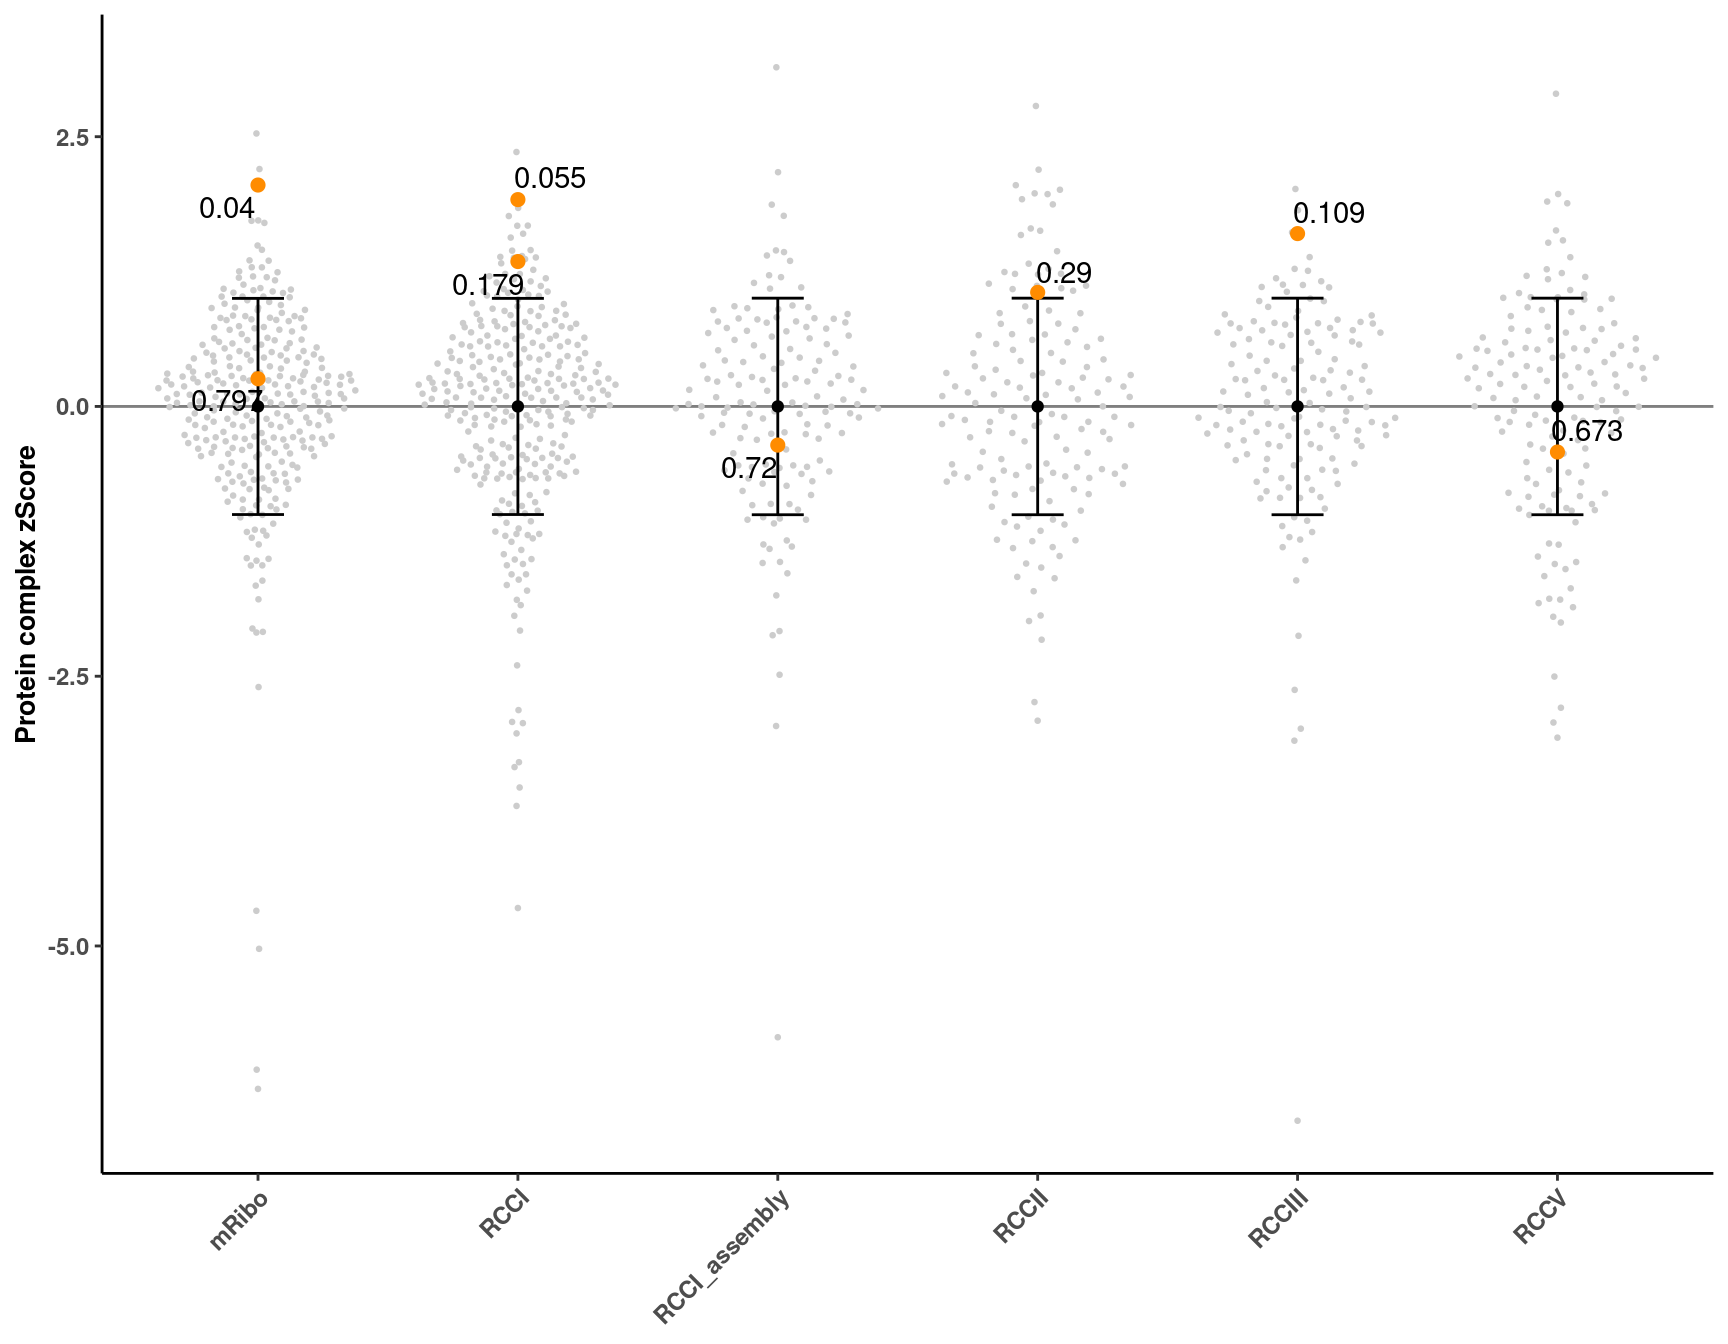 Protein complex zScore
2.5
0.0
-2.5
-5.0
0.04
0.797
0.055
0.179
0.72
0.29
0.109
0.673
mRibo
RCCI
RCCI_assembly
RCCII
RCCIII
RCCV